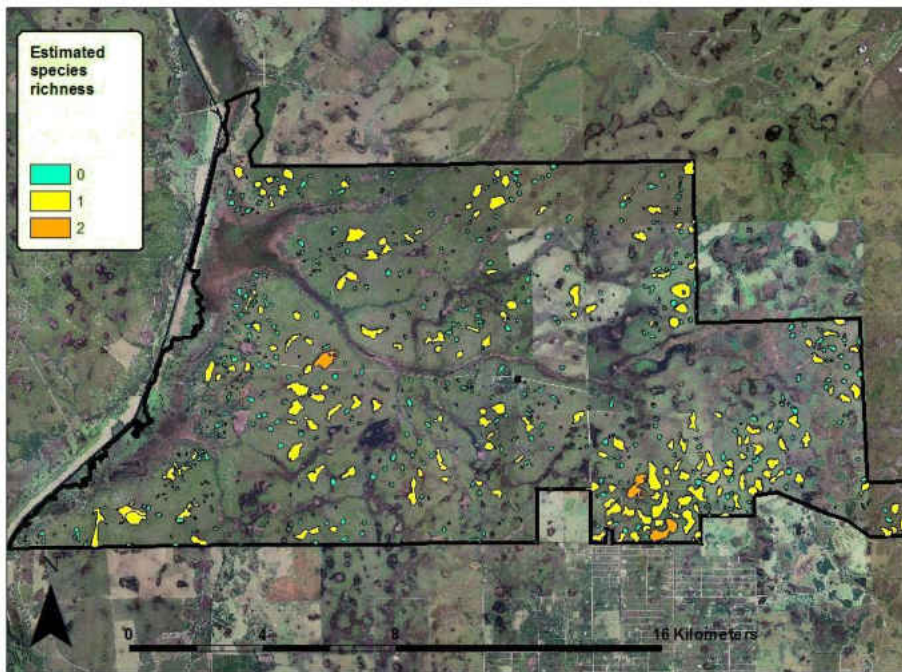 Estimated
species
richness
0
1
2
N
0 4 8 16 Kilometers